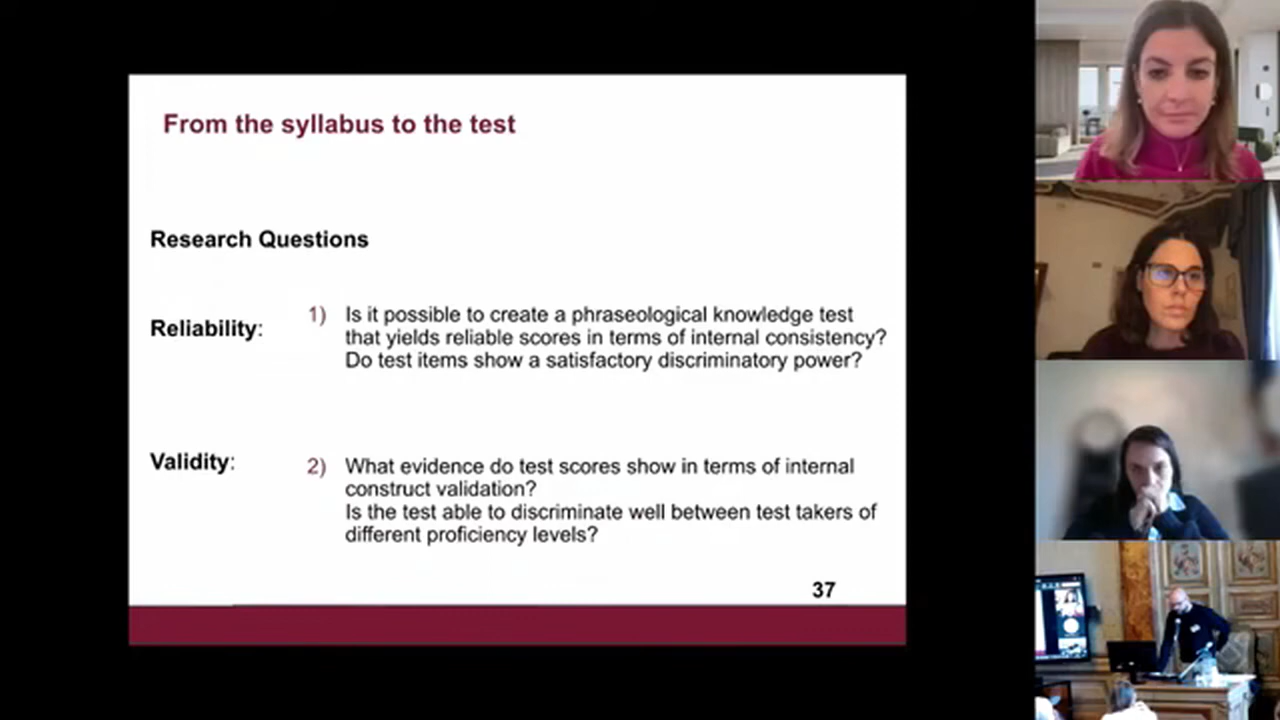 From the syllabus to the test
Research Questions
Reliability:
1) Is it possible to create a phraseological knowledge test
that yields reliable scores in terms of internal consistency?
Do test items show a satisfactory discriminatory power?
Validity:
2) What evidence do test scores show in terms of internal
construct validation?
Is the test able to discriminate well between test takers of
different proficiency levels?
37